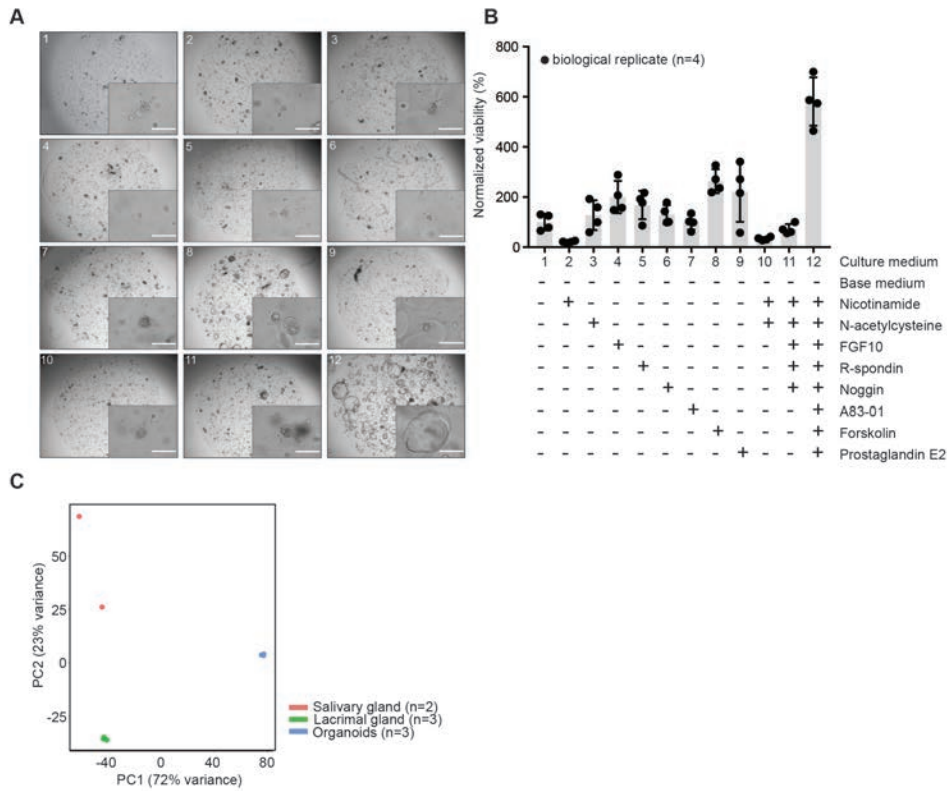 A
1
2
3
4
5
6
7
8
9
10
11
12
B
800
600
400
200
0
Normalized viability (%)
biological replicate (n=4)
1 2 3 4 5 6 7 8 9 10 11 12 Culture medium
- - - - - - - - - - - - Base medium
- + - - - - - - - + + + Nicotinamide
- - + - - - - - - + + + N-acetylcysteine
- - - + - - - - - - + + FGF10
- - - - + - - - - - + + R-spondin
- - - - - + - - - - + + Noggin
- - - - - - + - - - - + A83-01
- - - - - - - + - - - + Forskolin
- - - - - - - - + - - + Prostaglandin E2
C
50
25
0
-25
PC2 (23% variance)
-40 0 40 80
PC1 (72% variance)
Salivary gland (n=2)
Lacrimal gland (n=3)
Organoids (n=3)